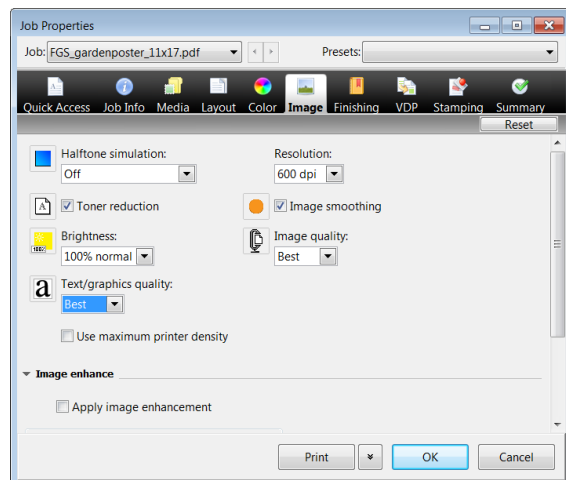 Job Properties
Job: FGS_gardenposter_11x17.pdf Presets:
Quick Access Job Info Media Layout Color Image Finishing VDP Stamping Summary
Reset
Halftone simulation: Resolution:
Off 600 dpi
A Toner reduction Image smoothing
Brightness: Image quality:
100% 100% normal Best
a Text/graphics quality:
Best
Use maximum printer density
Image enhance
Apply image enhancement
Print OK Cancel